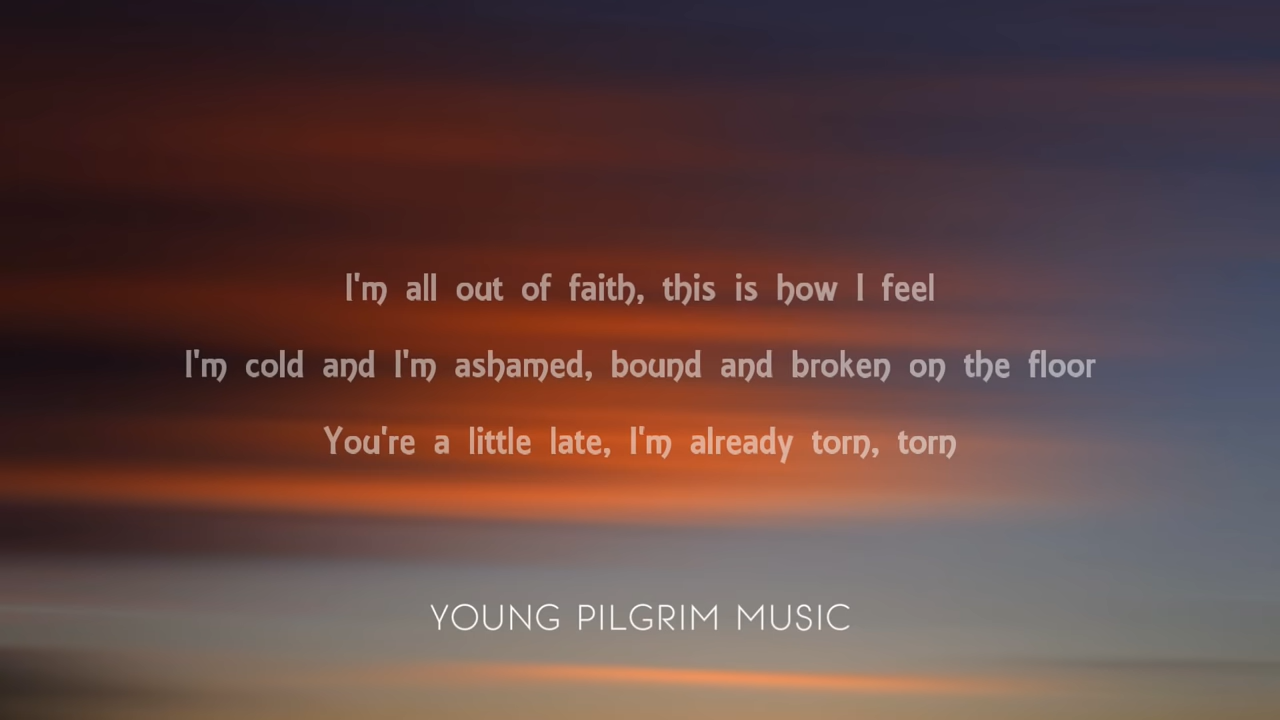 I'm all out of faith, this is how I feel
I'm cold and I'm ashamed, bound and broken on the floor
You're a little late, I'm already torn, torn
YOUNG PILGRIM MUSIC